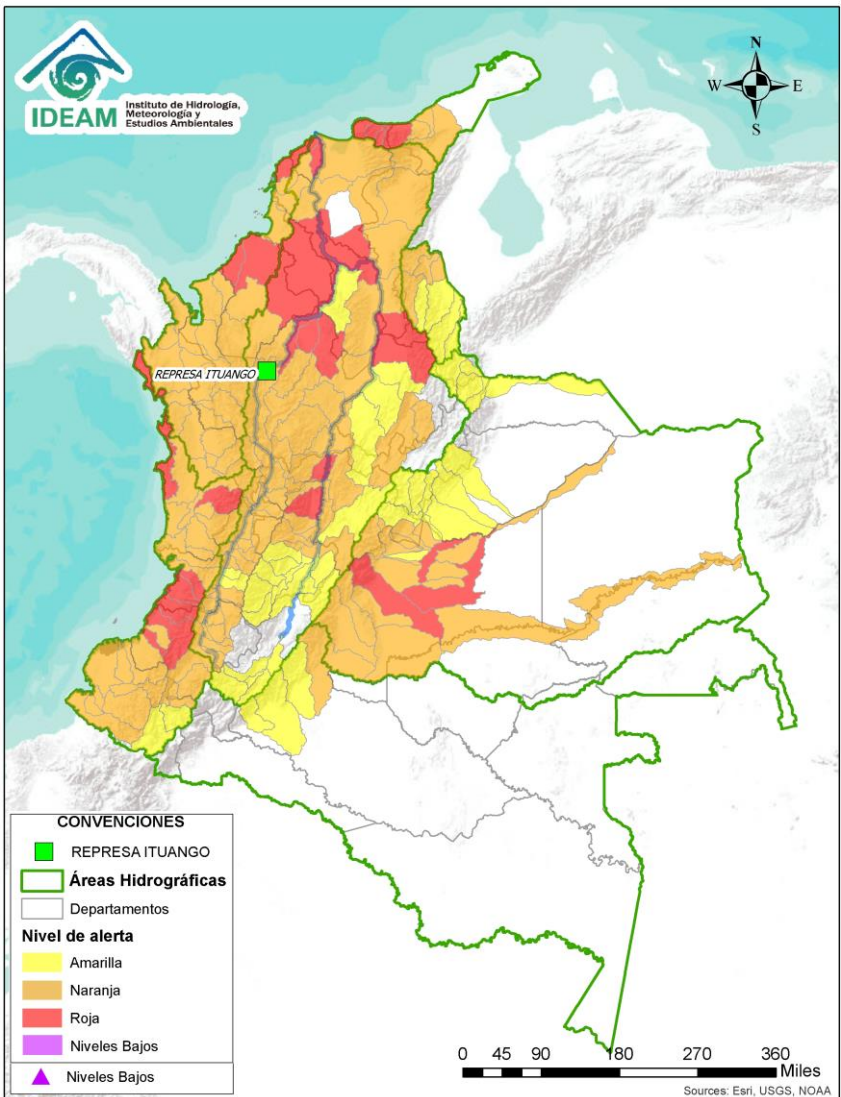 IDEAM
Instituto de Hidrología,
Meteorología y
Estudios Ambientales
N
W
E
S
REPRESA ITUANGO
CONVENCIONES
REPRESA ITUANGO
Áreas Hidrográficas
Departamentos
Nivel de alerta
Amarilla
Naranja
Roja
Niveles Bajos
Niveles Bajos
0 45 90 180 270 360
Miles
Sources: Esri, USGS, NOAA